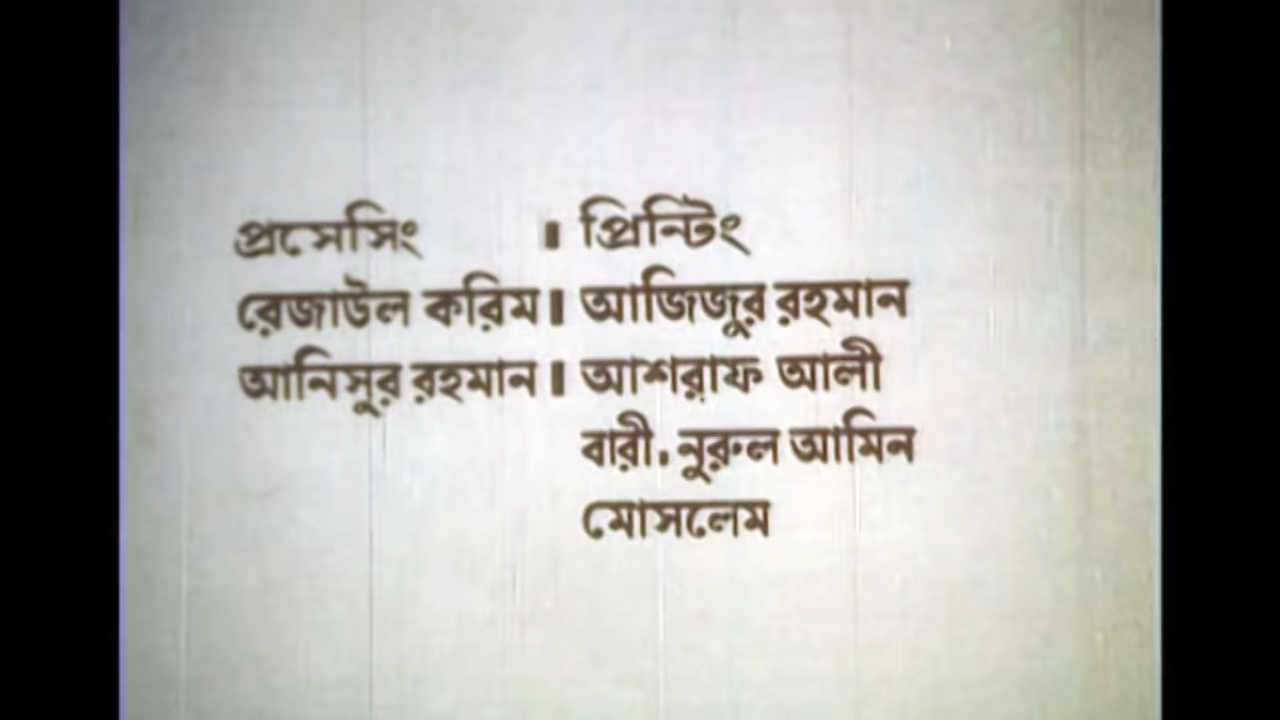 প্রসেসিং ∎ প্রিন্টিং
রেজাউল করিম ∎ আজিজুর রহমান
আনিসুর রহমান ∎ আশরাফ আলী
বারী. নুরুল আমিন
মোসলেম